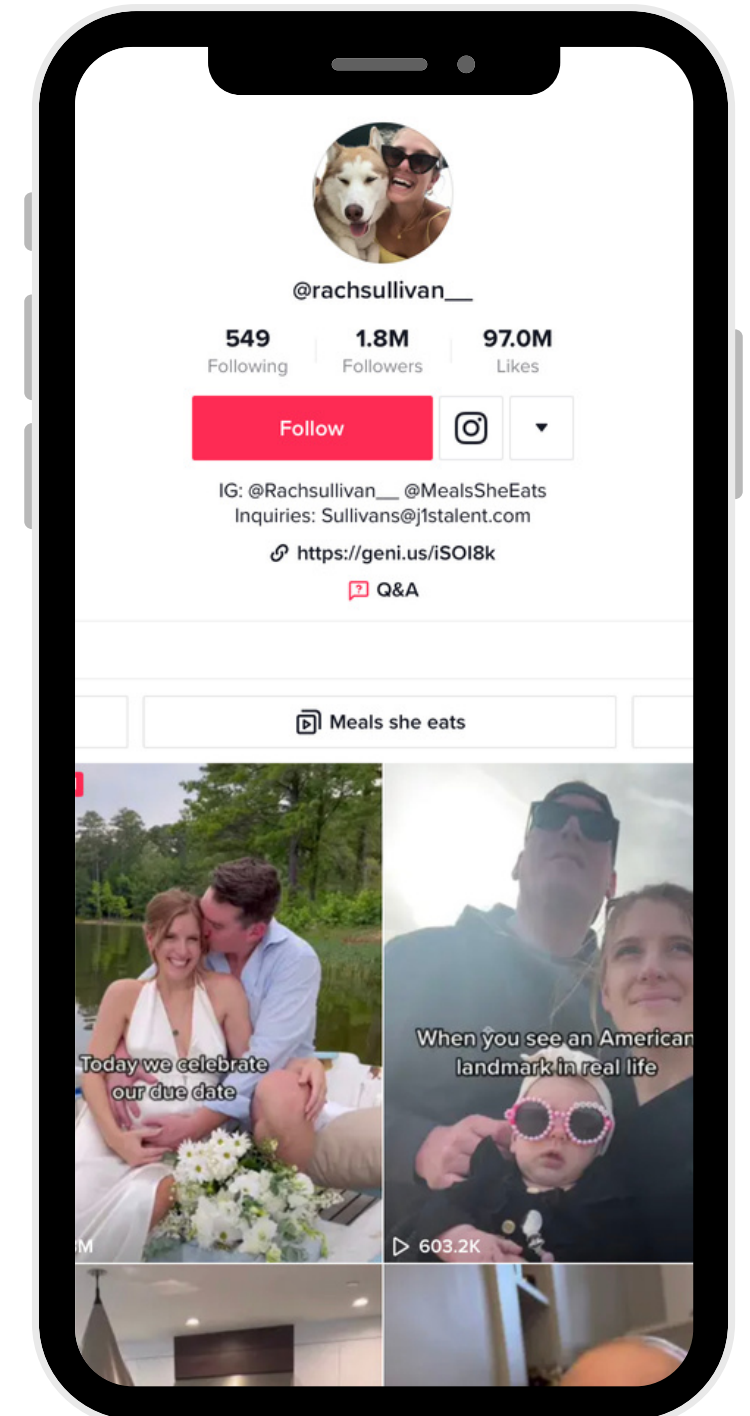 @rachsullivan__
549 1.8M 97.0M
Following Followers Likes
Follow
IG: @Rachsullivan__ @MealsSheEats
Inquiries: Sullivans@j1stalent.com
https://geni.us/iSOI8k
Q&A
Meals she eats
Today we celebrate
our due date
M
When you see an American
landmark in real life
603.2K